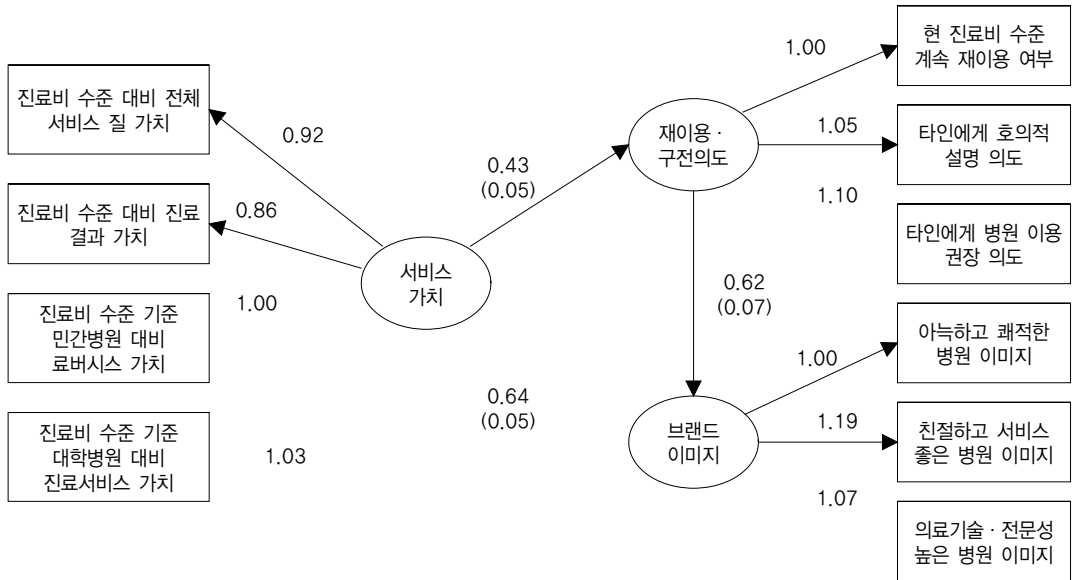 진료비 수준 대비 전체
서비스 질 가치
진료비 수준 대비 진료
결과 가치
진료비 수준 기준
민간병원 대비
료버시스 가치
진료비 수준 기준
대학병원 대비
진료서비스 가치
0.92
0.86
1.00
1.03
서비스
가치
0.43
(0.05)
0.64
(0.05)
재이용·
구전의도
0.62
(0.07)
브랜드
이미지
1.00
1.05
1.10
1.00
1.19
1.07
현 진료비 수준
계속 재이용 여부
타인에게 호의적
설명 의도
타인에게 병원 이용
권장 의도
아늑하고 쾌적한
병원 이미지
친절하고 서비스
좋은 병원 이미지
의료기술·전문성
높은 병원 이미지